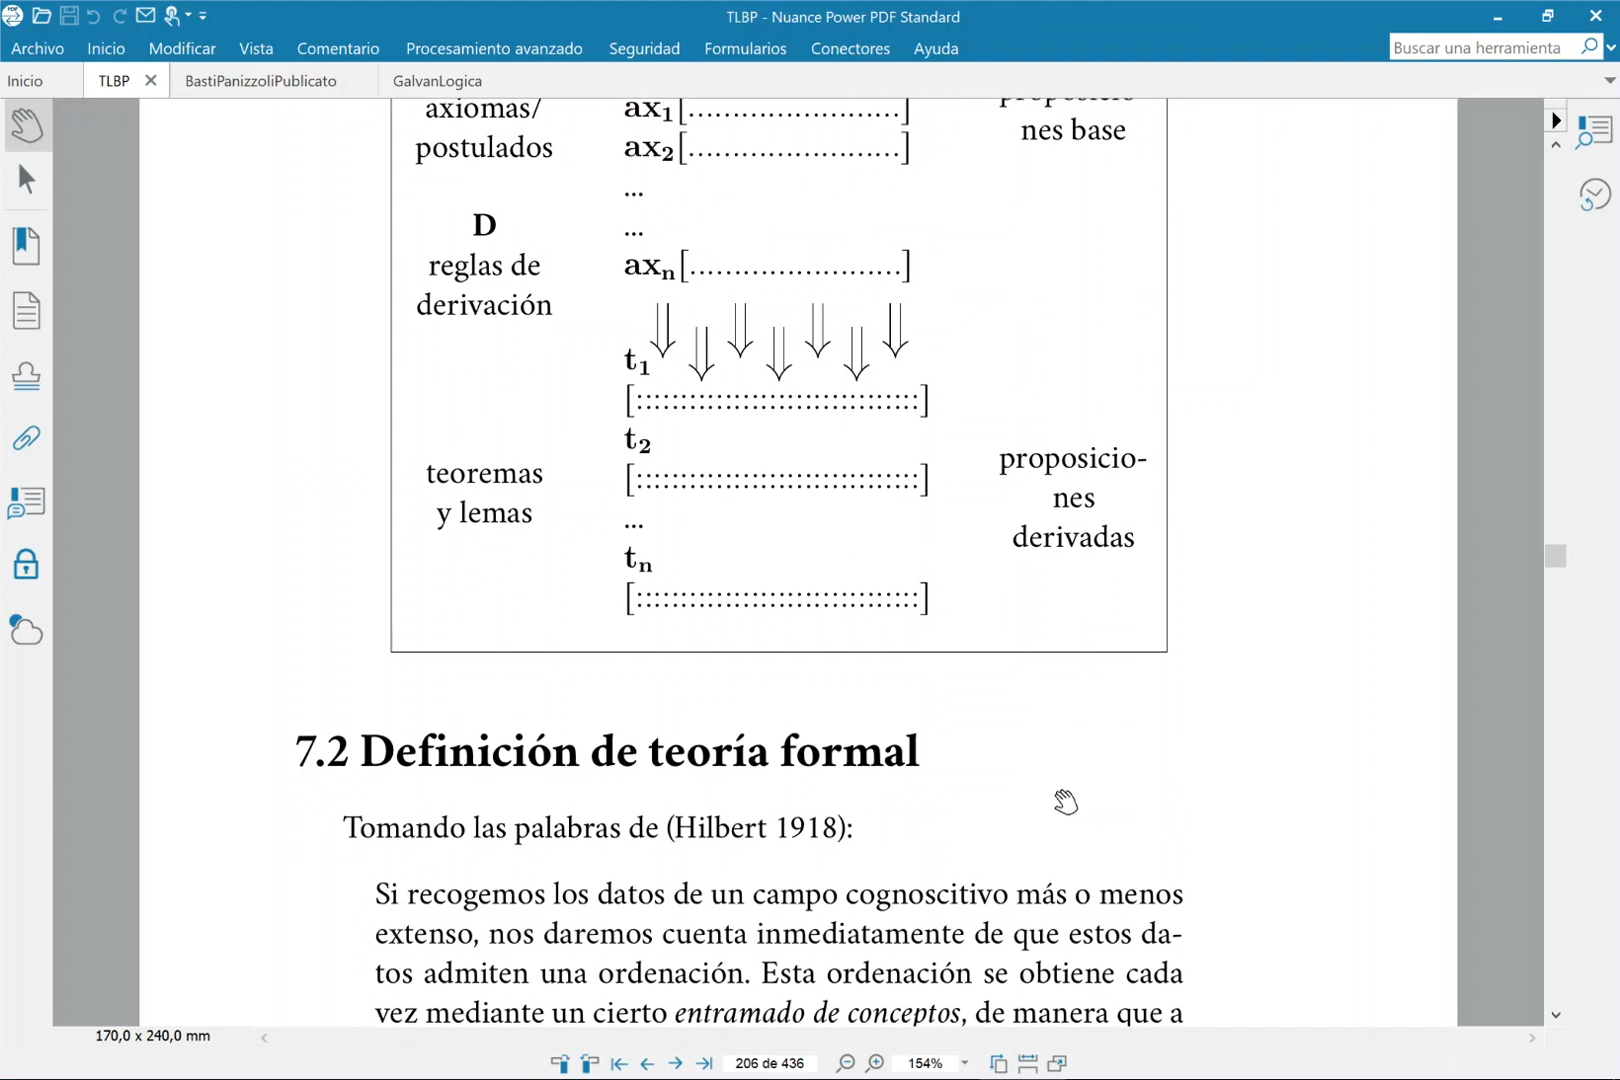 TLBP - Nuance Power PDF Standard
Archivo Inicio Modificar Vista Comentario Procesamiento avanzado Seguridad Formularios Conectores Ayuda
Buscar una herramienta
Inicio TLBP BastiPanizzoliPublicato GalvanLogica
axiomas/
postulados
ax1[........................]
ax2[........................]
...
nes base
D
reglas de
derivación
...
axn[........................]
t1
[::::::::::::::::::::::::::::::::]
t2
[::::::::::::::::::::::::::::::::]
...
tn
[::::::::::::::::::::::::::::::::]
teoremas
y lemas
proposicio-
nes
derivadas
7.2 Definición de teoría formal
Tomando las palabras de (Hilbert 1918):
Si recogemos los datos de un campo cognoscitivo más o menos
extenso, nos daremos cuenta inmediatamente de que estos da-
tos admiten una ordenación. Esta ordenación se obtiene cada
vez mediante un cierto entramado de conceptos, de manera que a
170,0 x 240,0 mm
206 de 436
154%